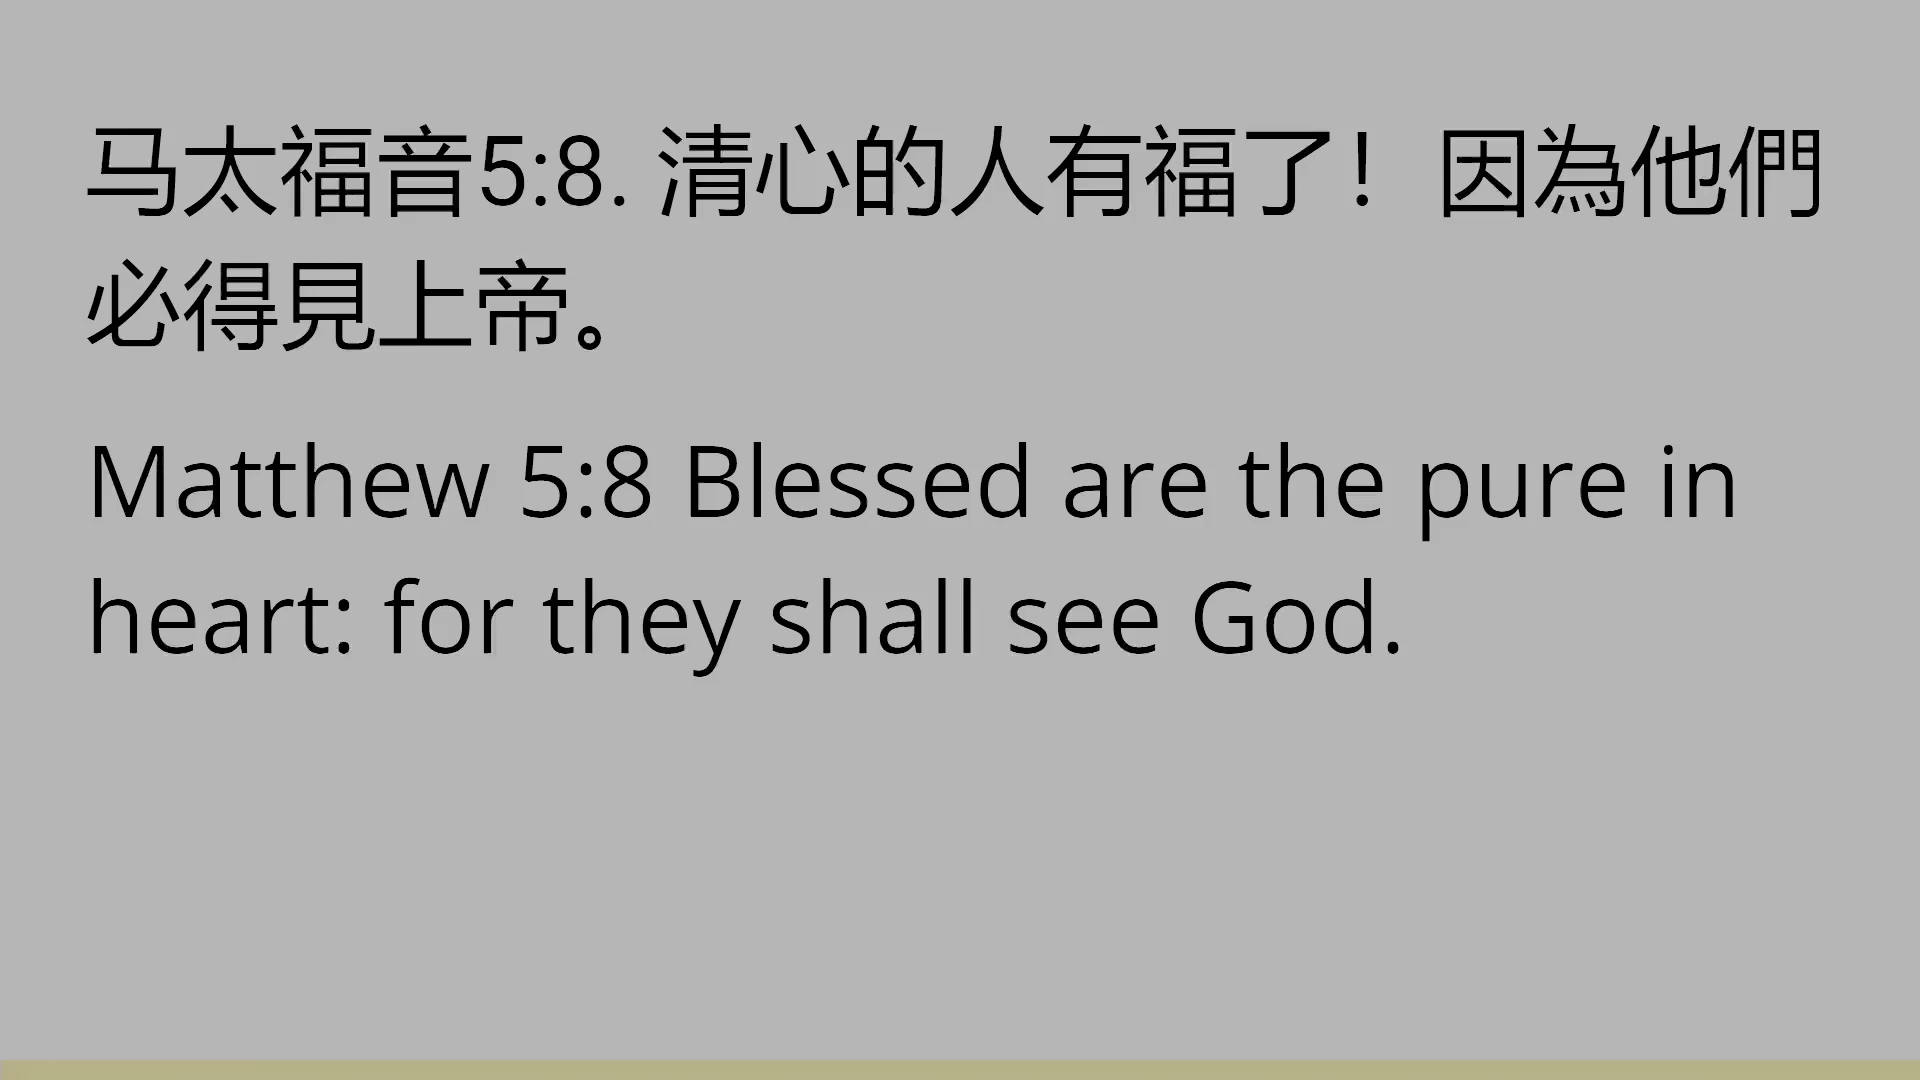 马太福音5:8. 清心的人有福了！因為他們
必得見上帝。
Matthew 5:8 Blessed are the pure in
heart: for they shall see God.